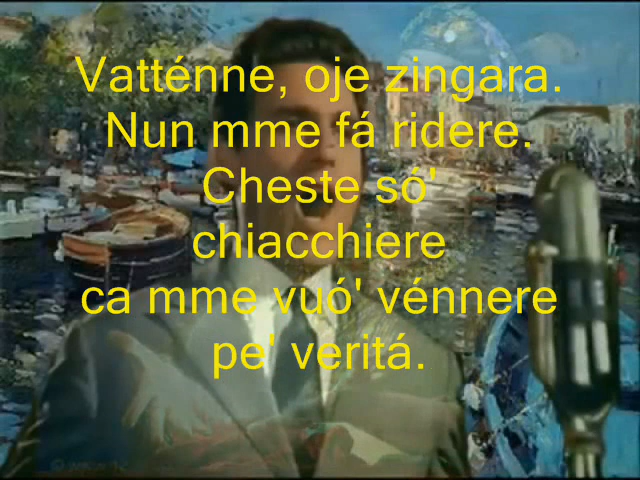 Vatténne, oje zingara.
Nun mme fá ridere.
Cheste só'
chiacchiere
ca mme vuó' vénnere
pe' veritá.